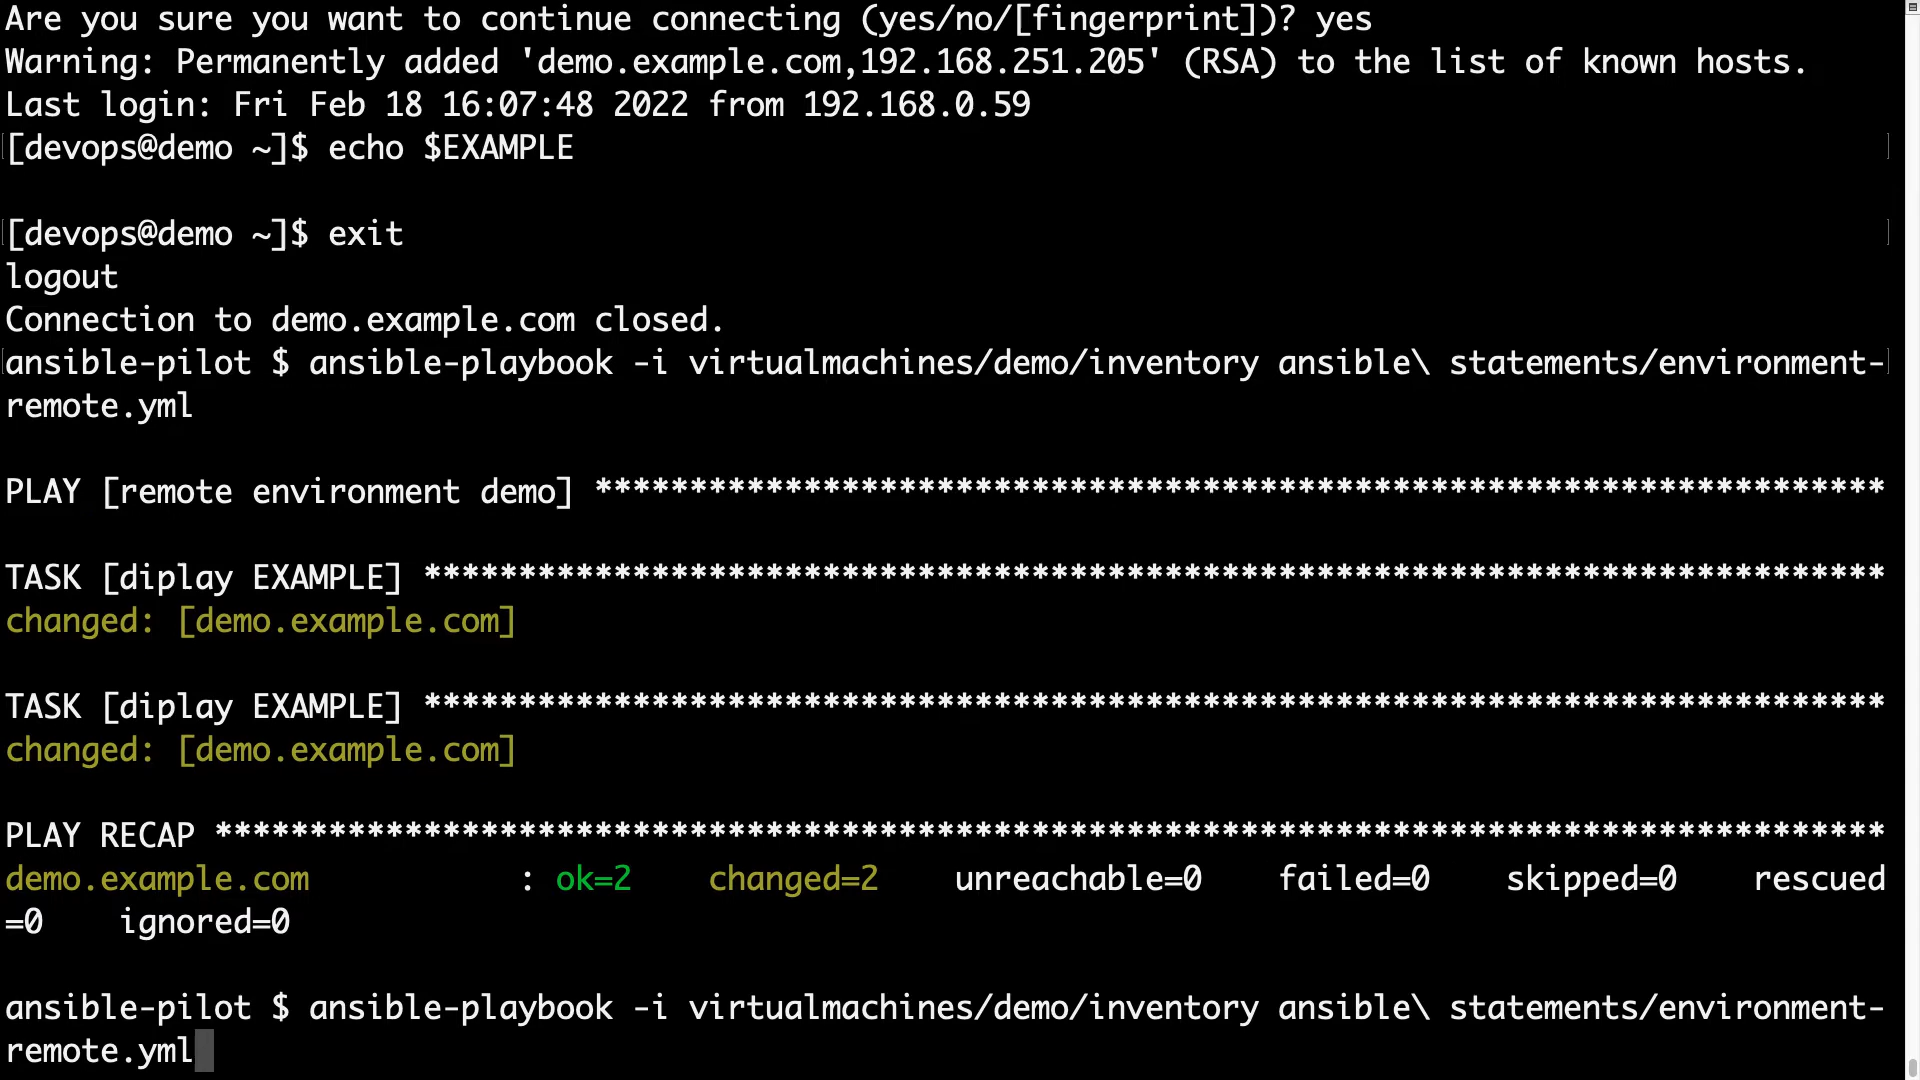 Are you sure you want to continue connecting (yes/no/[fingerprint])? yes
Warning: Permanently added 'demo.example.com,192.168.251.205' (RSA) to the list of known hosts.
Last login: Fri Feb 18 16:07:48 2022 from 192.168.0.59
[devops@demo ~]$ echo $EXAMPLE
[devops@demo ~]$ exit
logout
Connection to demo.example.com closed.
ansible-pilot $ ansible-playbook -i virtualmachines/demo/inventory ansible\ statements/environment-
remote.yml
PLAY [remote environment demo] ********************************************************************
TASK [diplay EXAMPLE] *****************************************************************************
changed: [demo.example.com]
TASK [diplay EXAMPLE] *****************************************************************************
changed: [demo.example.com]
PLAY RECAP ****************************************************************************************
demo.example.com           : ok=2    changed=2    unreachable=0    failed=0    skipped=0    rescued
=0    ignored=0
ansible-pilot $ ansible-playbook -i virtualmachines/demo/inventory ansible\ statements/environment-
remote.yml